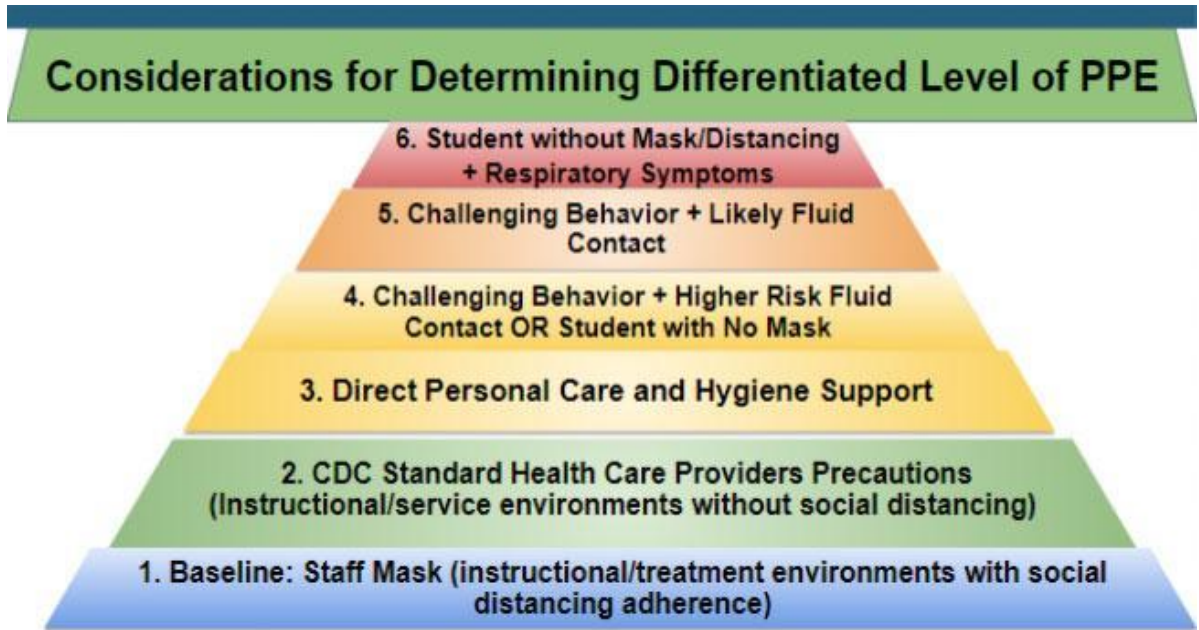 Considerations for Determining Differentiated Level of PPE
6. Student without Mask/Distancing
+ Respiratory Symptoms
5. Challenging Behavior + Likely Fluid
Contact
4. Challenging Behavior + Higher Risk Fluid
Contact OR Student with No Mask
3. Direct Personal Care and Hygiene Support
2. CDC Standard Health Care Providers Precautions
(Instructional/service environments without social distancing)
1. Baseline: Staff Mask (instructional/treatment environments with social
distancing adherence)